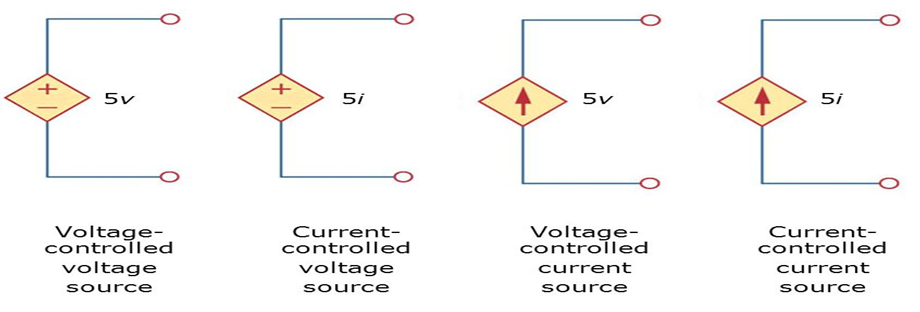 5v
5i
5v
5i
Voltage-
controlled
voltage
source
Current-
controlled
voltage
source
Voltage-
controlled
current
source
Current-
controlled
current
source